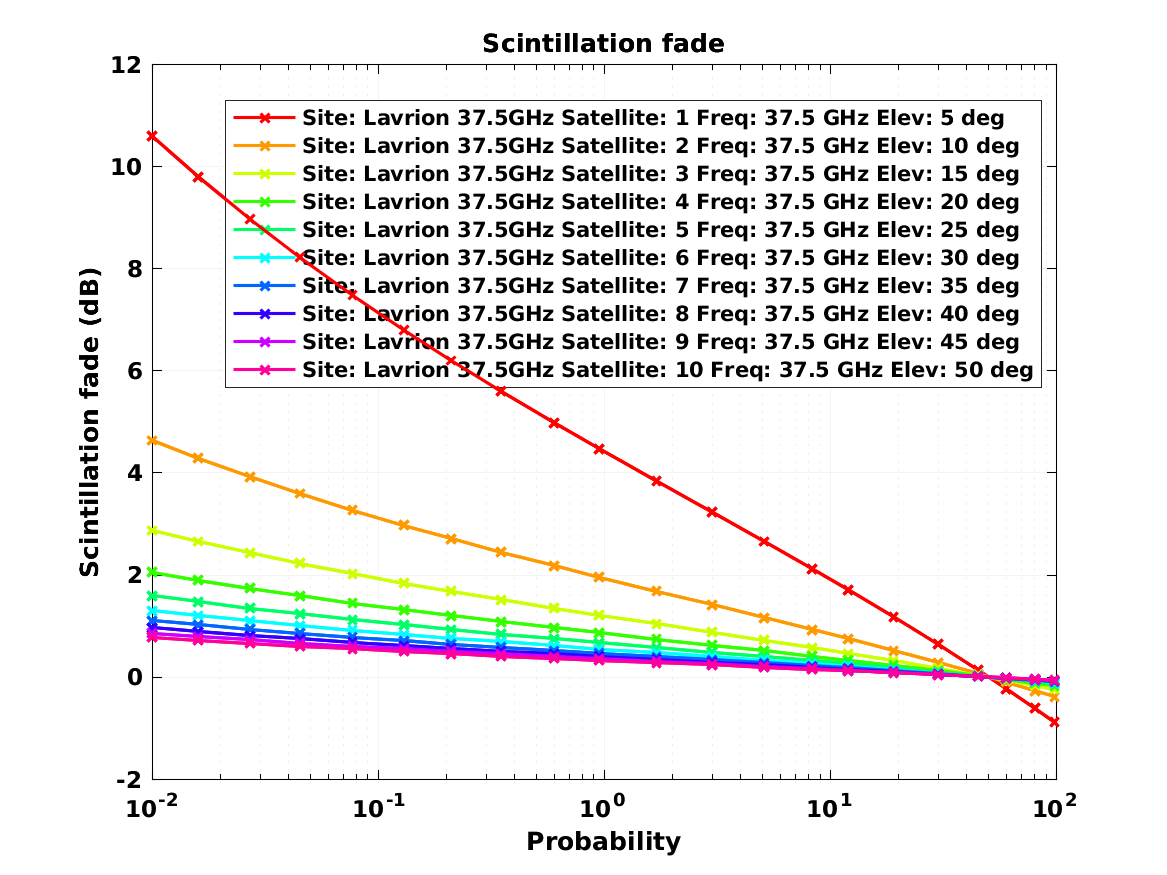 Scintillation fade
12
10
8
6
4
2
0
-2
Scintillation fade (dB)
Site: Lavrion 37.5GHz Satellite: 1 Freq: 37.5 GHz Elev: 5 deg
Site: Lavrion 37.5GHz Satellite: 2 Freq: 37.5 GHz Elev: 10 deg
Site: Lavrion 37.5GHz Satellite: 3 Freq: 37.5 GHz Elev: 15 deg
Site: Lavrion 37.5GHz Satellite: 4 Freq: 37.5 GHz Elev: 20 deg
Site: Lavrion 37.5GHz Satellite: 5 Freq: 37.5 GHz Elev: 25 deg
Site: Lavrion 37.5GHz Satellite: 6 Freq: 37.5 GHz Elev: 30 deg
Site: Lavrion 37.5GHz Satellite: 7 Freq: 37.5 GHz Elev: 35 deg
Site: Lavrion 37.5GHz Satellite: 8 Freq: 37.5 GHz Elev: 40 deg
Site: Lavrion 37.5GHz Satellite: 9 Freq: 37.5 GHz Elev: 45 deg
Site: Lavrion 37.5GHz Satellite: 10 Freq: 37.5 GHz Elev: 50 deg
10^-2 10^-1 10^0 10^1 10^2
Probability